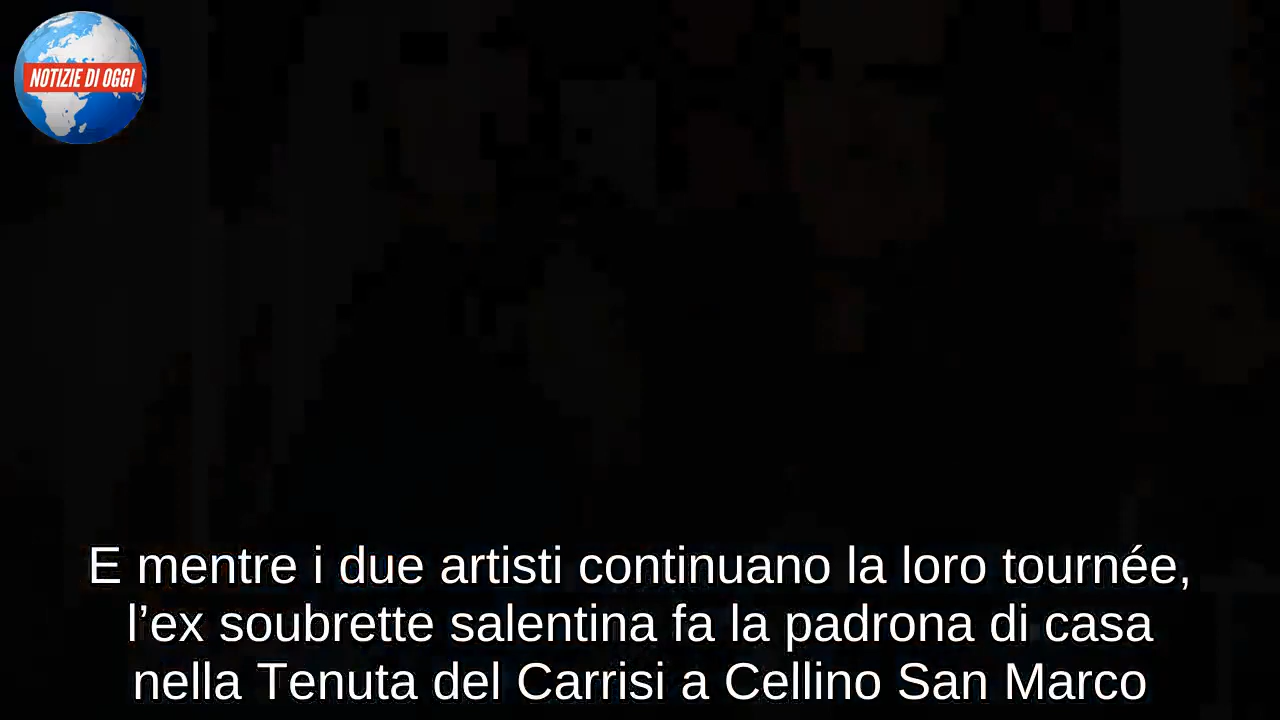 NOTIZIE DI OGGI
E mentre i due artisti continuano la loro tournée,
l’ex soubrette salentina fa la padrona di casa
nella Tenuta del Carrisi a Cellino San Marco